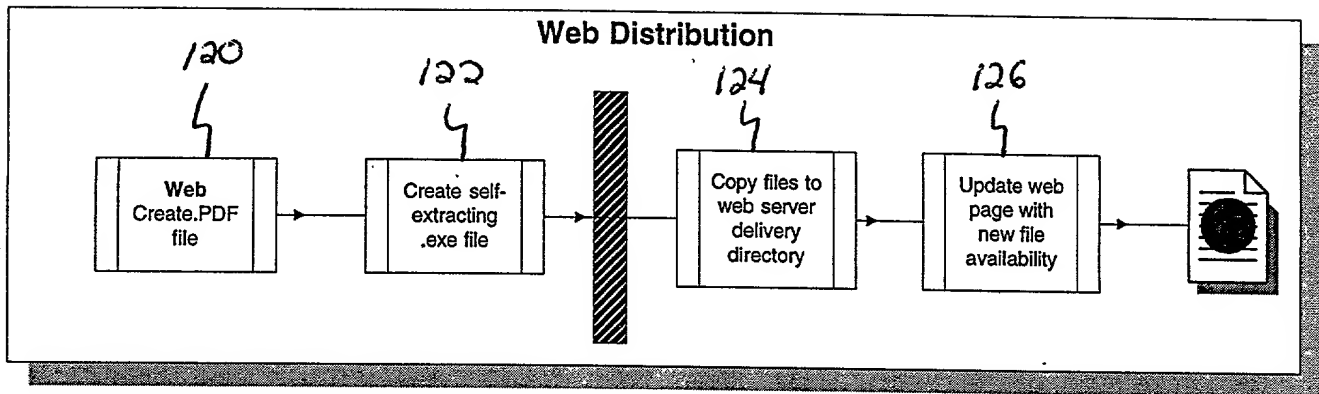 Web Distribution
120
122
124
126
Web
Create.PDF
file
Create self-
extracting
.exe file
Copy files to
web server
delivery
directory
Update web
page with
new file
availability